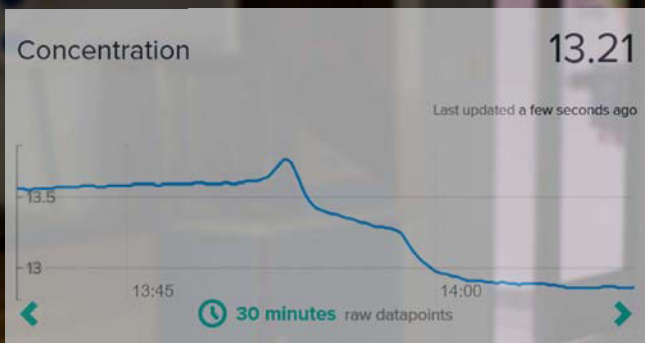 Concentration 13.21
Last updated a few seconds ago
13.5
13
13:45 14:00
30 minutes raw datapoints